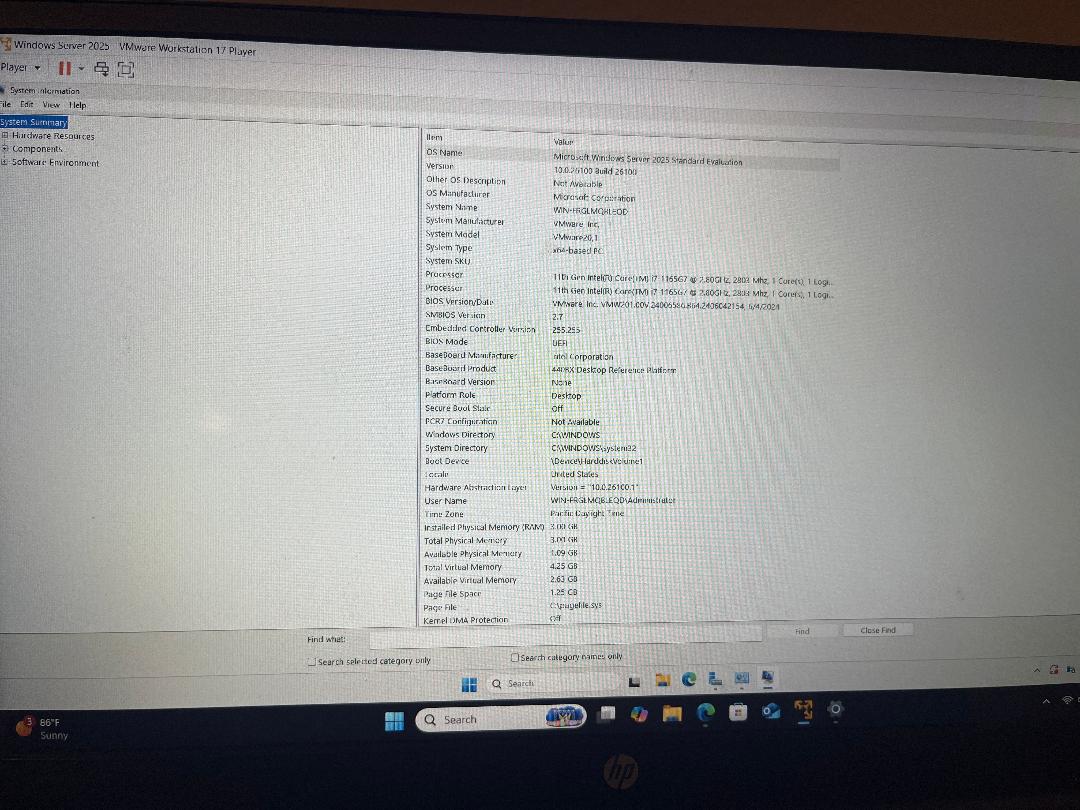 Windows Server 2025 - VMware Workstation 17 Player
Player
System Information
File Edit View Help
System Summary
Hardware Resources
Components
Software Environment
Item Value
OS Name Microsoft Windows Server 2025 Standard Evaluation
Version 10.0.26100 Build 26100
Other OS Description Not Available
OS Manufacturer Microsoft Corporation
System Name
System Manufacturer VMware, Inc.
System Model VMware20,1
System Type x64-based PC
System SKU
Processor 11th Gen Intel(R) Core(TM) i7-1165G7 @ 2.80GHz, 2803 Mhz, 1 Core(s), 1 Logi...
Processor 11th Gen Intel(R) Core(TM) i7-1165G7 @ 2.80GHz, 2803 Mhz, 1 Core(s), 1 Logi...
BIOS Version/Date VMware, Inc. 6/4/2024
SMBIOS Version 2.7
Embedded Controller Version 255.255
BIOS Mode UEFI
BaseBoard Manufacturer Intel Corporation
BaseBoard Product 440BX Desktop Reference Platform
BaseBoard Version None
Platform Role Desktop
Secure Boot State Off
PCR7 Configuration Not Available
Windows Directory C:\WINDOWS
System Directory C:\WINDOWS\system32
Boot Device \Device\HarddiskVolume1
Locale United States
Hardware Abstraction Layer Version = "10.0.26100.1"
User Name
Time Zone Pacific Daylight Time
Installed Physical Memory (RAM) 3.00 GB
Total Physical Memory 3.00 GB
Available Physical Memory 1.09 GB
Total Virtual Memory 4.25 GB
Available Virtual Memory 2.63 GB
Page File Space 1.25 GB
Page File C:\pagefile.sys
Kernel DMA Protection Off
Find what: Find Close Find
Search selected category only Search category names only
Search
3 86°F
Sunny
Search
hp